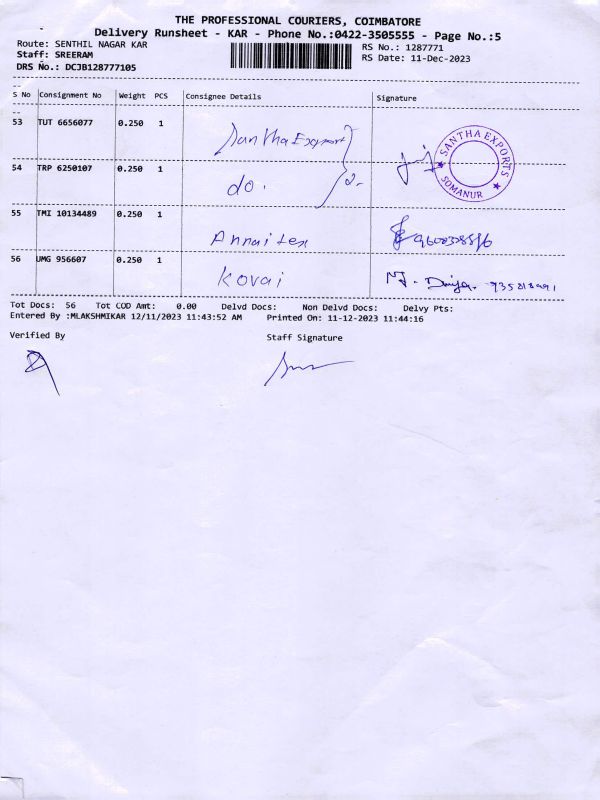 THE PROFESSIONAL COURIERS, COIMBATORE
Delivery Runsheet - KAR - Phone No.:0422-3505555 - Page No.:5
Route: SENTHIL NAGAR KAR
RS No.: 1287771
Staff: SREERAM
RS Date: 11-Dec-2023
DRS No.: DCJB128777105
S No Consignment No Weight PCS Consignee Details Signature
53 TUT 6656077 0.250 1 Santha Export
SANTHA EXPORTS
SOMANUR
54 TRP 6250107 0.250 1 do. 2-
55 TMI 10134489 0.250 1 Annai tex
56 UMG 956607 0.250 1 Kovai
Tot Docs: 56 Tot COD Amt: 0.00 Delvd Docs: Non Delvd Docs: Delvy Pts:
Entered By :MLAKSHMIKAR 12/11/2023 11:43:52 AM Printed On: 11-12-2023 11:44:16
Verified By Staff Signature